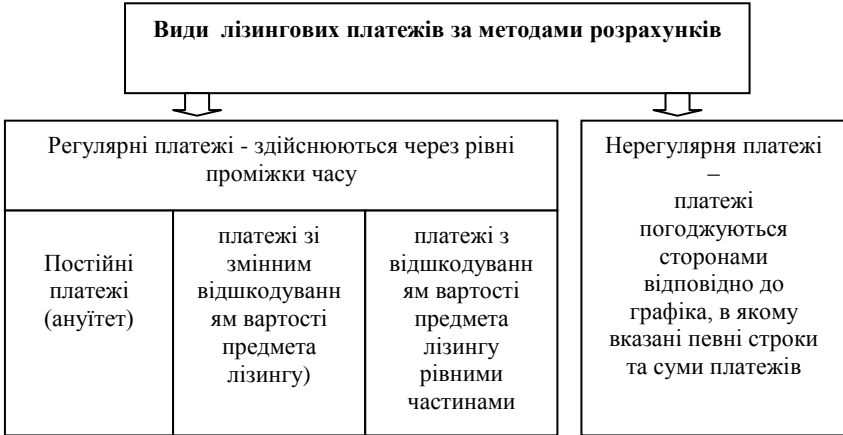 Види лізингових платежів за методами розрахунків
Регулярні платежі - здійснюються через рівні
проміжки часу
Постійні
платежі
(ануїтет)
платежі зі
змінним
відшкодуванн
ям вартості
предмета
лізингу)
платежі з
відшкодуванн
ям вартості
предмета
лізингу
рівними
частинами
Нерегулярня платежі
–
платежі
погоджуються
сторонами
відповідно до
графіка, в якому
вказані певні строки
та суми платежів